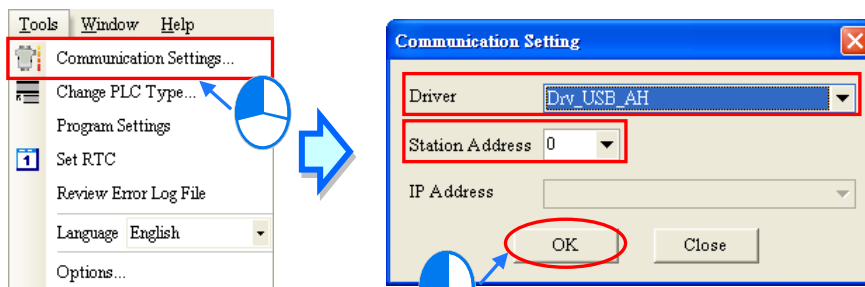 Tools Window Help
Communication Settings...
Change PLC Type...
Program Settings
1 Set RTC
Review Error Log File
Language English
Options...
Communication Setting
Driver Drv_USB_AH
Station Address 0
IP Address
OK Close